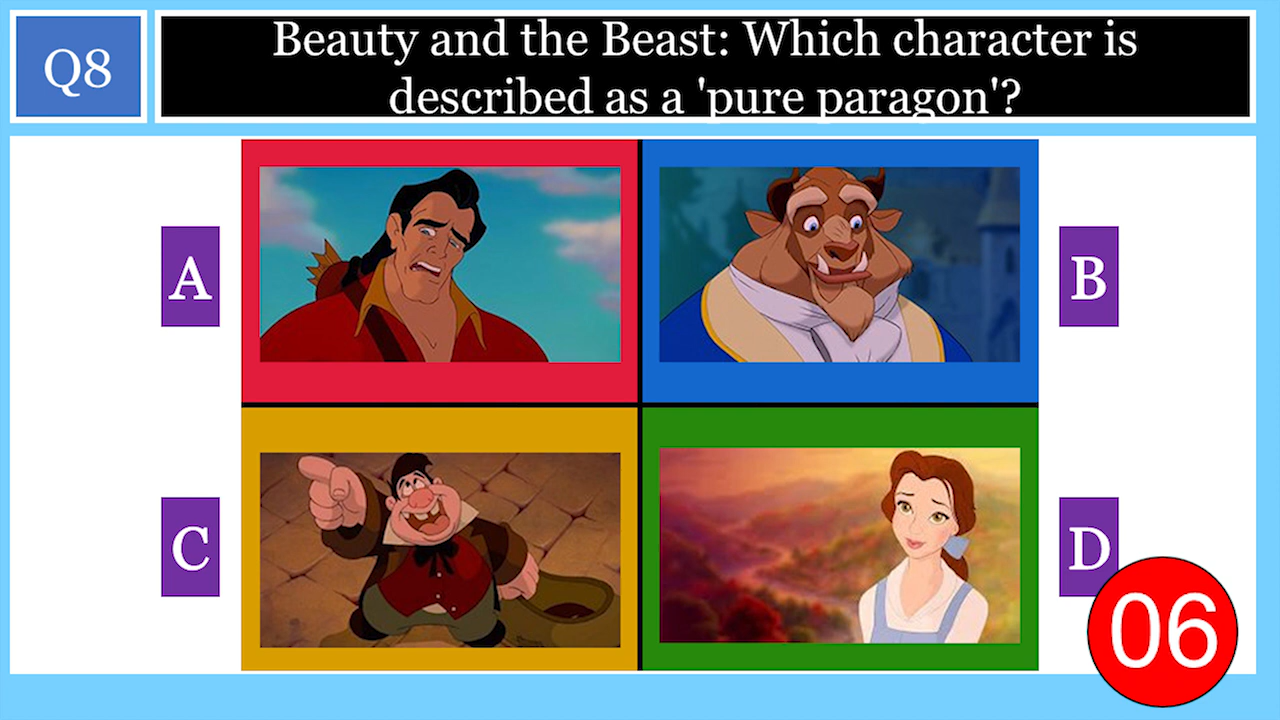 Q8
Beauty and the Beast: Which character is
described as a 'pure paragon'?
A
B
C
D
06